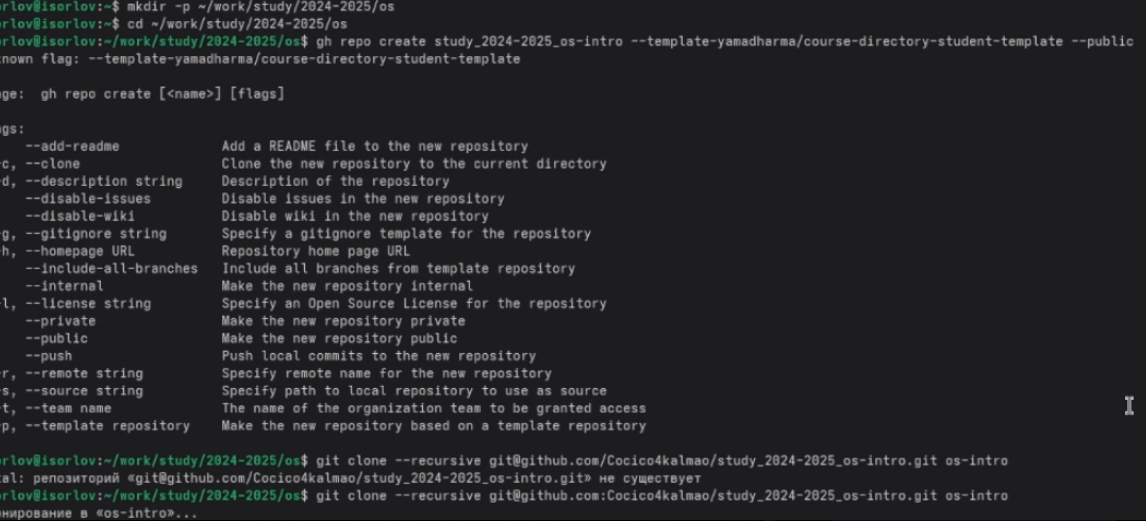 orlov@isorlov:~$ mkdir -p ~/work/study/2024-2025/os
orlov@isorlov:~$ cd ~/work/study/2024-2025/os
orlov@isorlov:~/work/study/2024-2025/os$ gh repo create study_2024-2025_os-intro --template-yamadharma/course-directory-student-template --public
nown flag: --template-yamadharma/course-directory-student-template
ge:  gh repo create [<name>] [flags]
gs:
--add-readme Add a README file to the new repository
c, --clone Clone the new repository to the current directory
d, --description string Description of the repository
--disable-issues Disable issues in the new repository
--disable-wiki Disable wiki in the new repository
g, --gitignore string Specify a gitignore template for the repository
h, --homepage URL Repository home page URL
--include-all-branches Include all branches from template repository
--internal Make the new repository internal
l, --license string Specify an Open Source License for the repository
--private Make the new repository private
--public Make the new repository public
--push Push local commits to the new repository
r, --remote string Specify remote name for the new repository
s, --source string Specify path to local repository to use as source
t, --team name The name of the organization team to be granted access
p, --template repository Make the new repository based on a template repository
orlov@isorlov:~/work/study/2024-2025/os$ git clone --recursive git@github.com/Cocico4kalmao/study_2024-2025_os-intro.git os-intro
al: репозиторий «git@github.com/Cocico4kalmao/study_2024-2025_os-intro.git» не существует
orlov@isorlov:~/work/study/2024-2025/os$ git clone --recursive git@github.com:Cocico4kalmao/study_2024-2025_os-intro.git os-intro
нирование в «os-intro»...